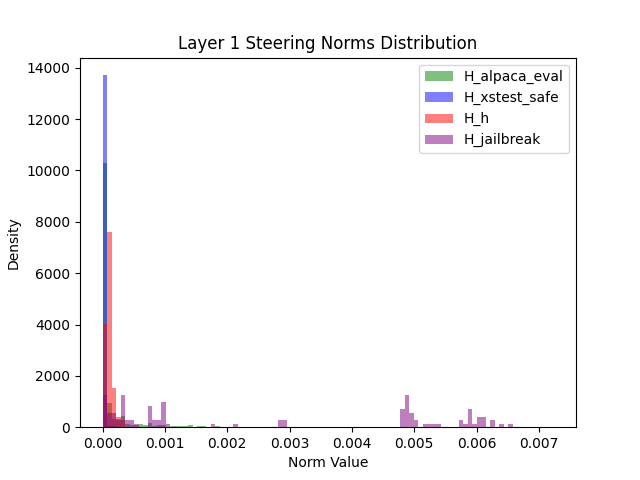 Layer 1 Steering Norms Distribution
H_alpaca_eval
H_xstest_safe
H_h
H_jailbreak
Density
14000
12000
10000
8000
6000
4000
2000
0
0.000 0.001 0.002 0.003 0.004 0.005 0.006 0.007
Norm Value